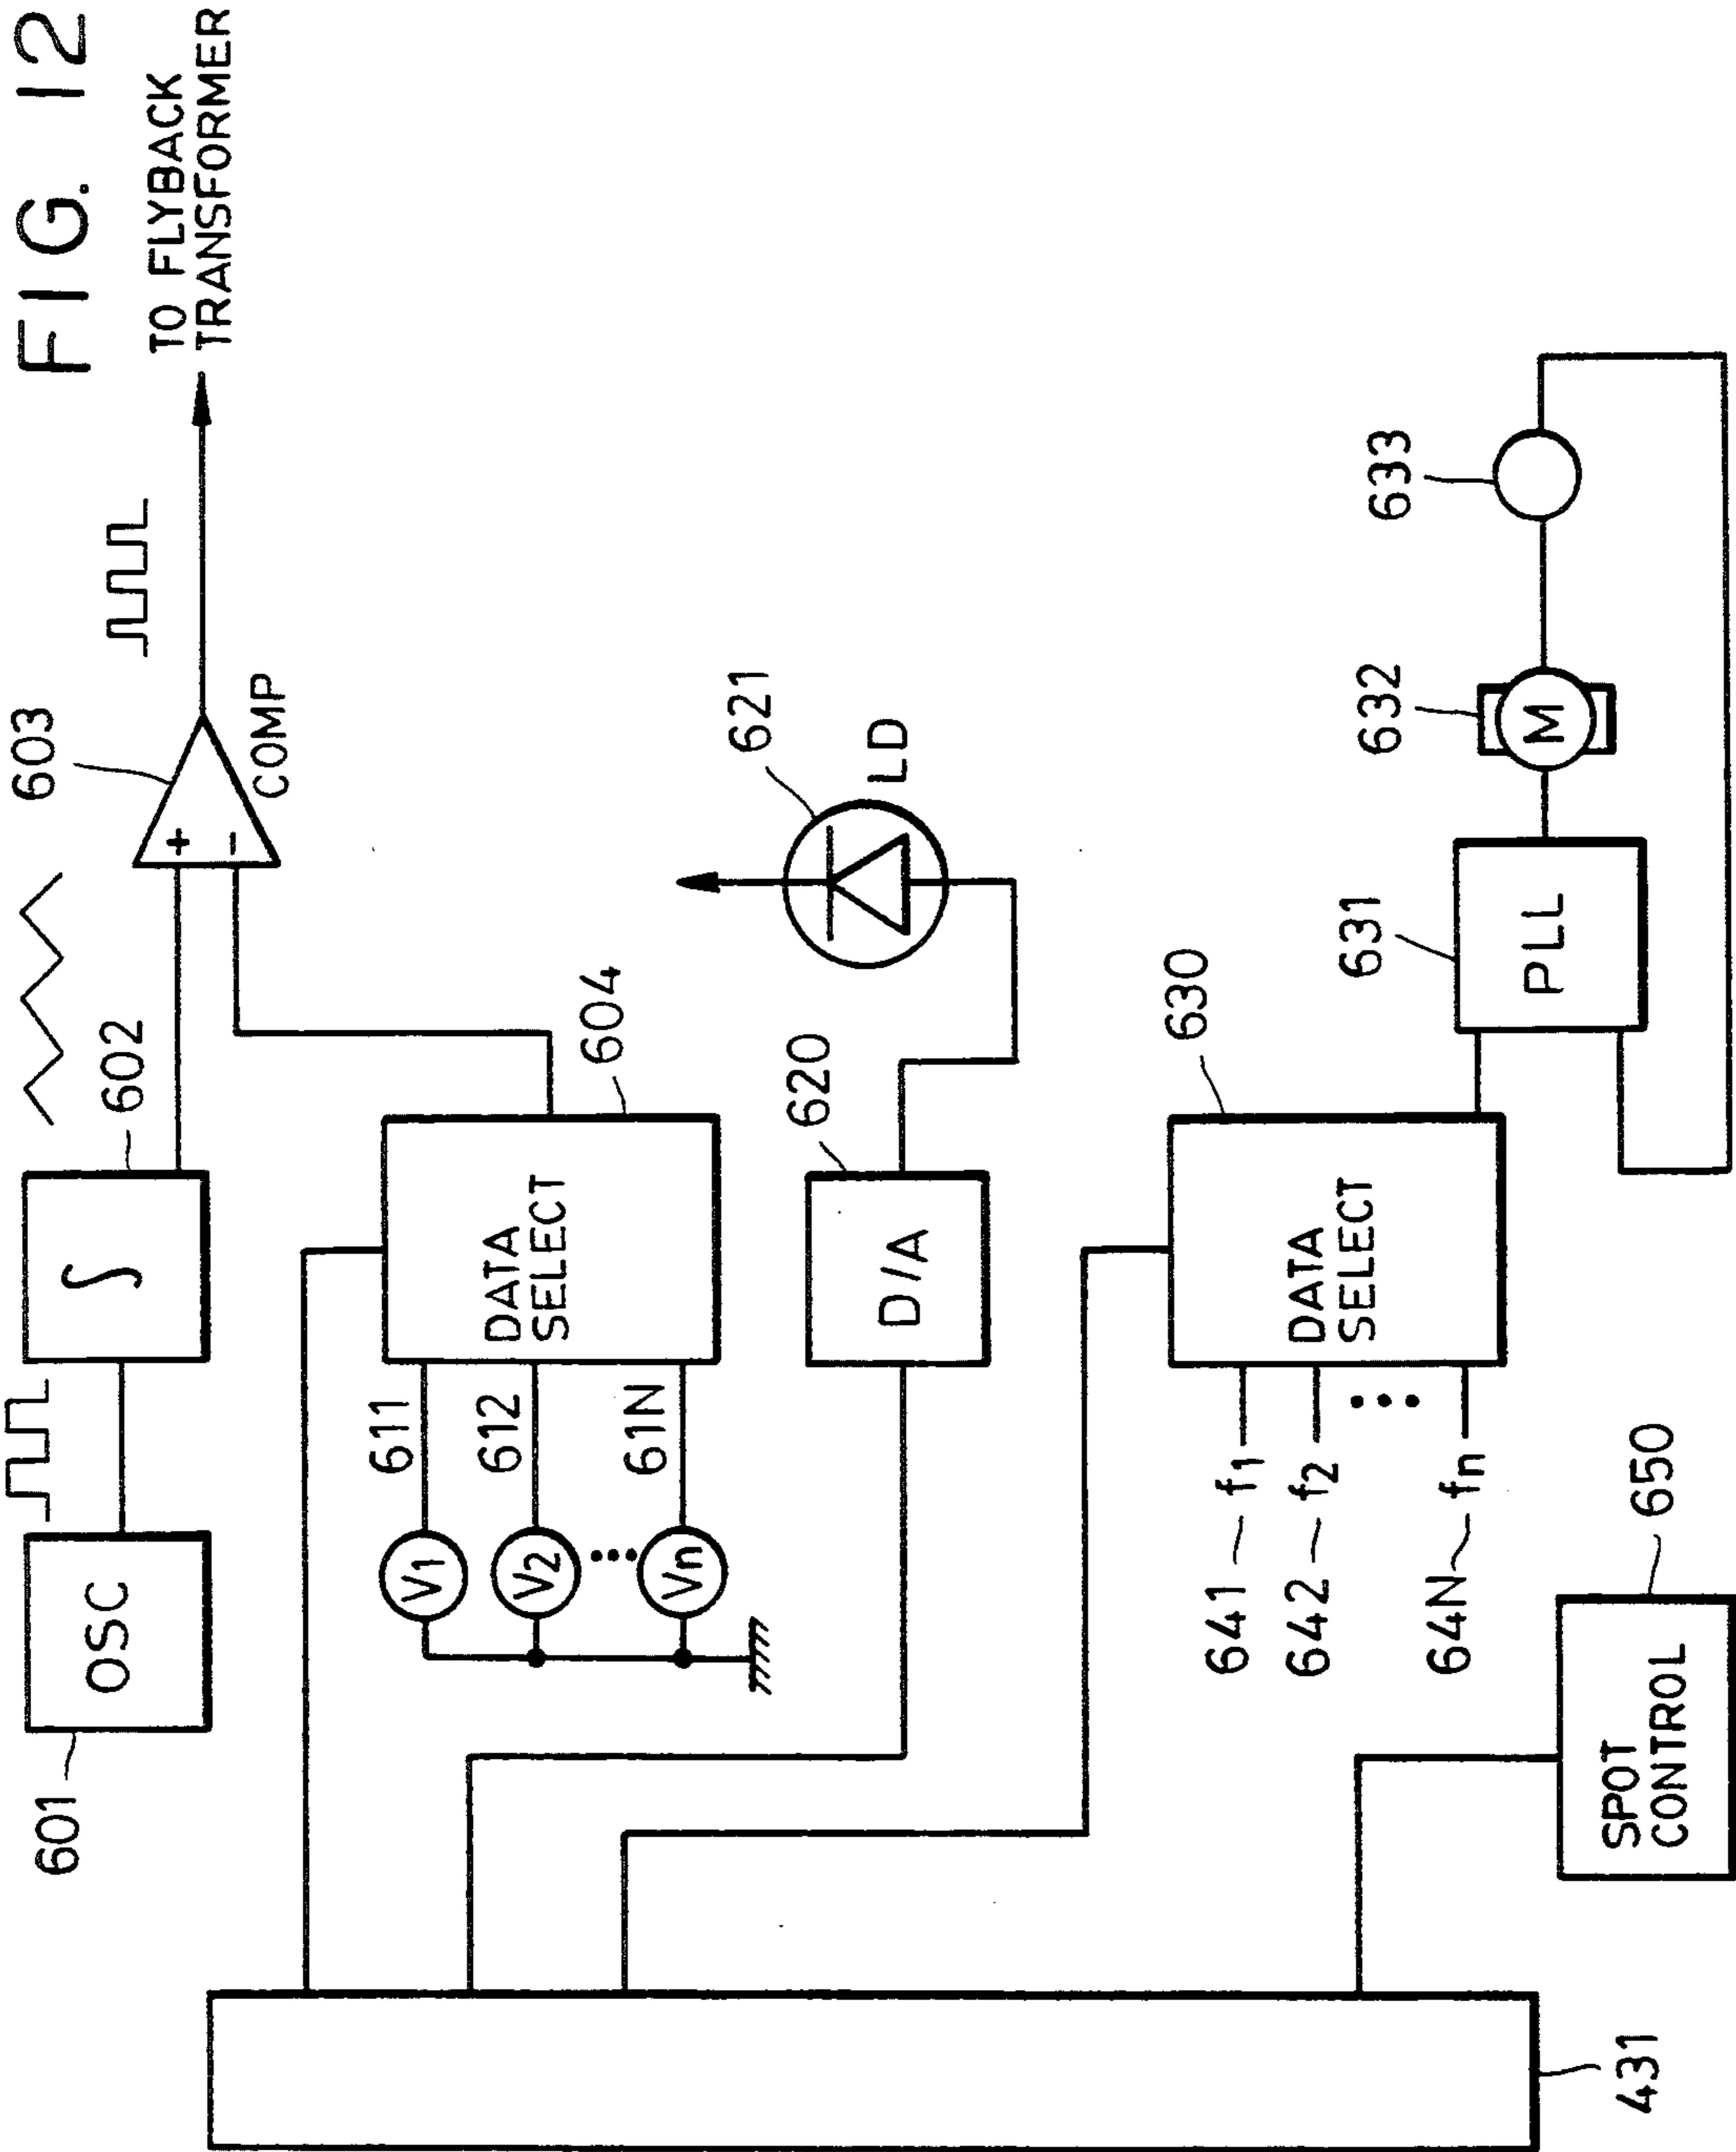 FIG. 12
TO FLYBACK
TRANSFORMER
603
+
-
COMP
602
∫
OSC
601
604
DATA
SELECT
611
612
61N
V1
V2
Vn
621
LD
620
D/A
630
DATA
SELECT
641 f1
642 f2
64N fn
631
PLL
632
M
633
650
SPOT
CONTROL
431